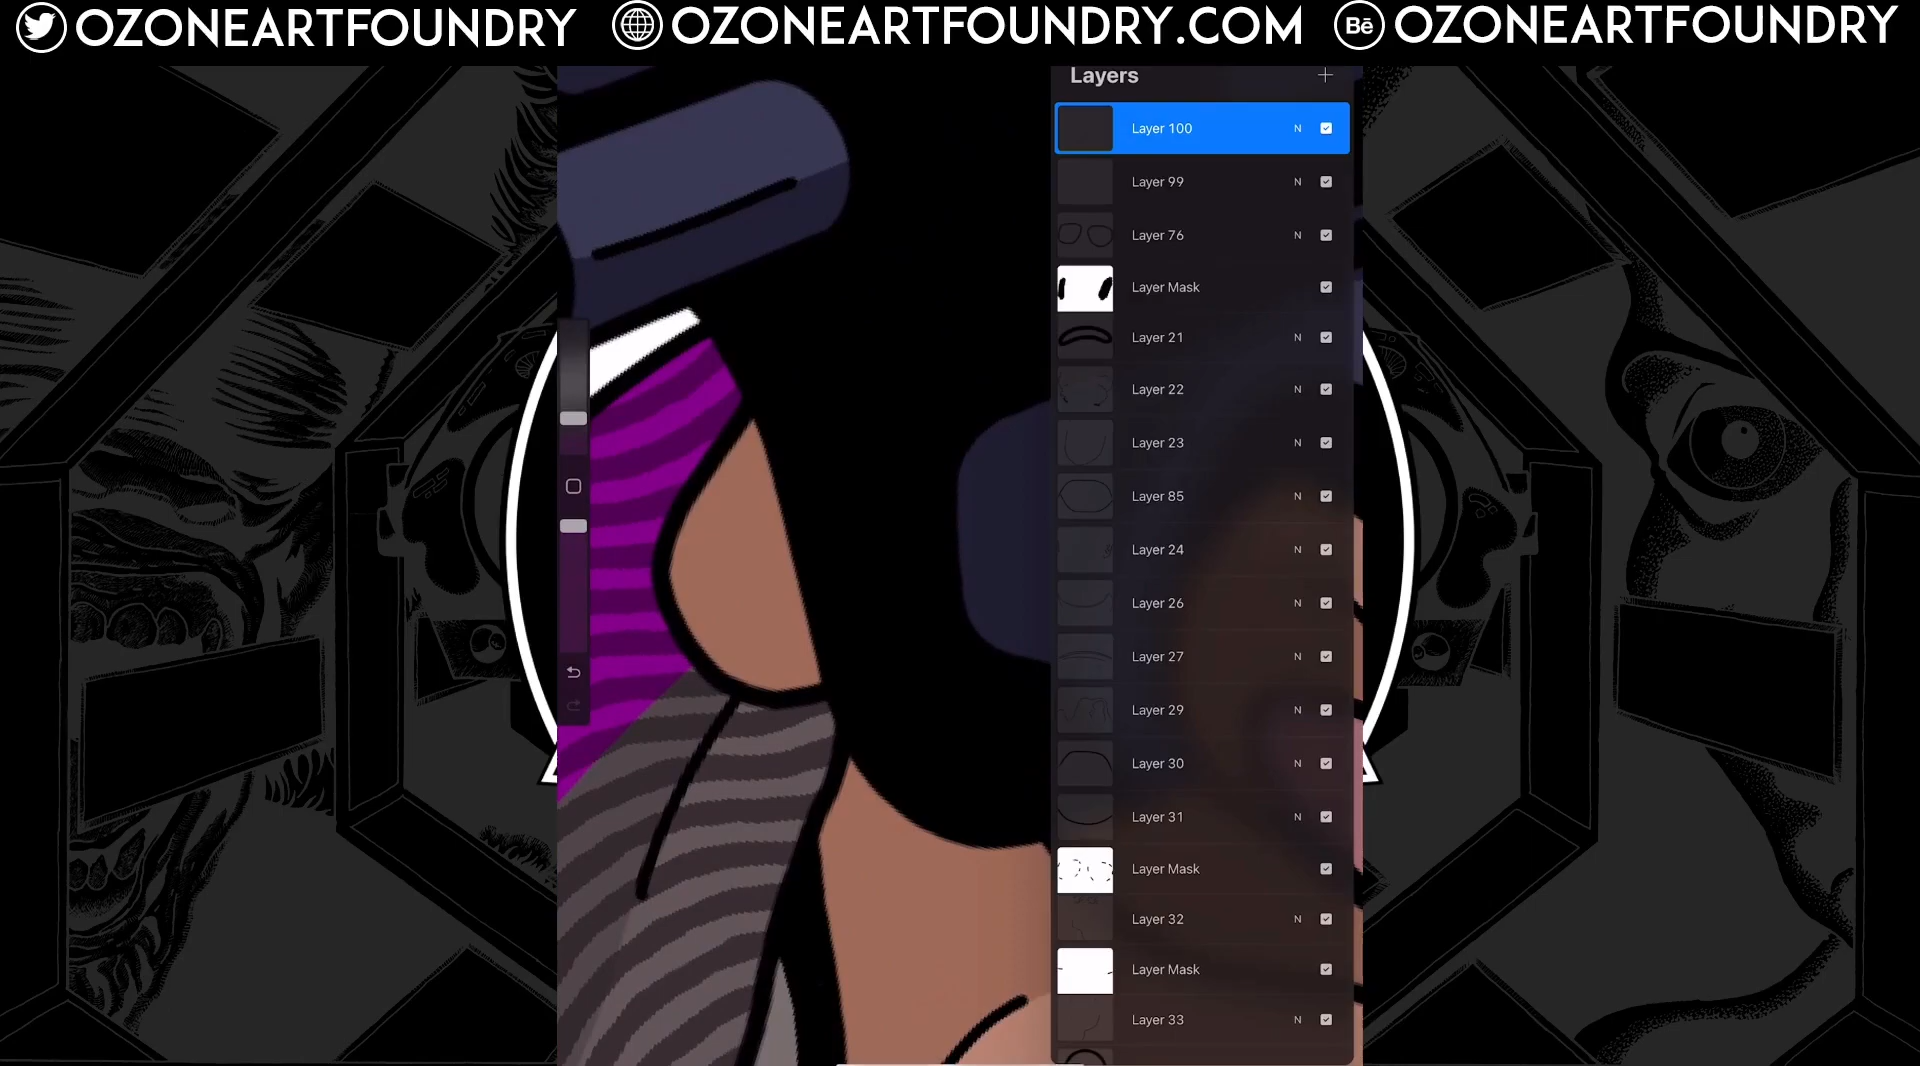 OZONEARTFOUNDRY OZONEARTFOUNDRY.COM Bē OZONEARTFOUNDRY
Layers
Layer 100 N
Layer 99 N
Layer 76 N
Layer Mask
Layer 21 N
Layer 22 N
Layer 23 N
Layer 85 N
Layer 24 N
Layer 26 N
Layer 27 N
Layer 29 N
Layer 30 N
Layer 31 N
Layer Mask
Layer 32 N
Layer Mask
Layer 33 N